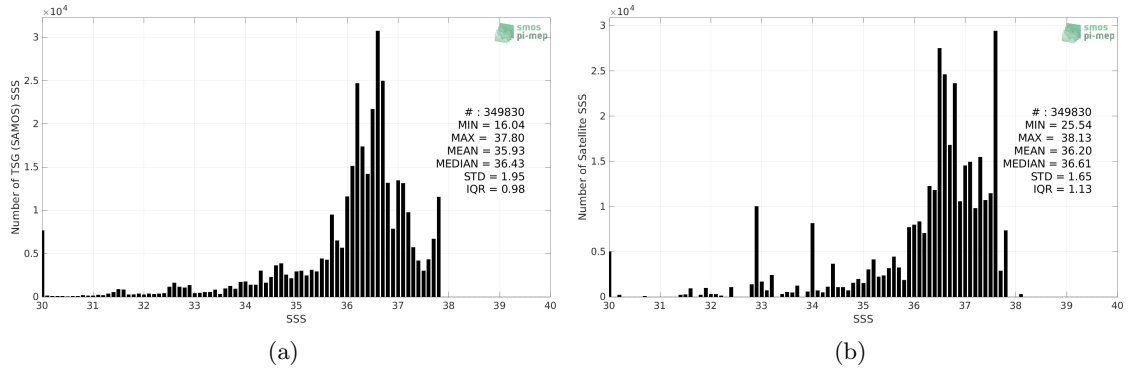 ×10⁴
smos
pi-mep
3
2.5
2
1.5
1
0.5
0
Number of TSG (SAMOS) SSS
# : 349830
MIN = 16.04
MAX = 37.80
MEAN = 35.93
MEDIAN = 36.43
STD = 1.95
IQR = 0.98
30 31 32 33 34 35 36 37 38 39 40
SSS
(a)
×10⁴
smos
pi-mep
3
2.5
2
1.5
1
0.5
0
Number of Satellite SSS
# : 349830
MIN = 25.54
MAX = 38.13
MEAN = 36.20
MEDIAN = 36.61
STD = 1.65
IQR = 1.13
30 31 32 33 34 35 36 37 38 39 40
SSS
(b)